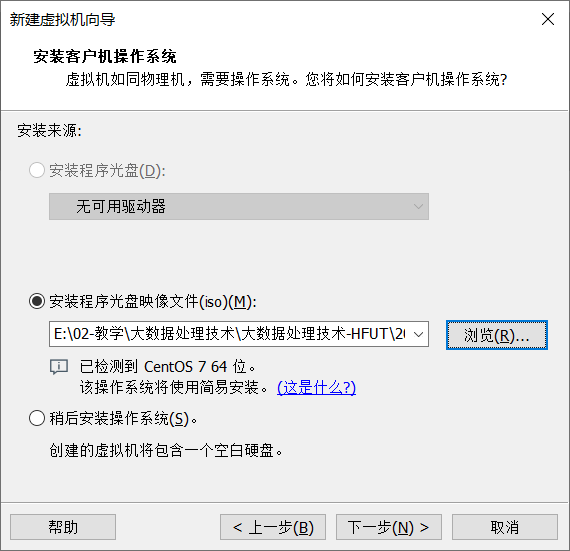 新建虚拟机向导
安装客户机操作系统
虚拟机如同物理机，需要操作系统。您将如何安装客户机操作系统?
安装来源:
安装程序光盘(D):
无可用驱动器
安装程序光盘映像文件(iso)(M):
E:\02-教学\大数据处理技术\大数据处理技术-HFUT\20
浏览(R)...
已检测到 CentOS 7 64 位。
该操作系统将使用简易安装。 (这是什么?)
稍后安装操作系统(S)。
创建的虚拟机将包含一个空白硬盘。
帮助
< 上一步(B)
下一步(N) >
取消